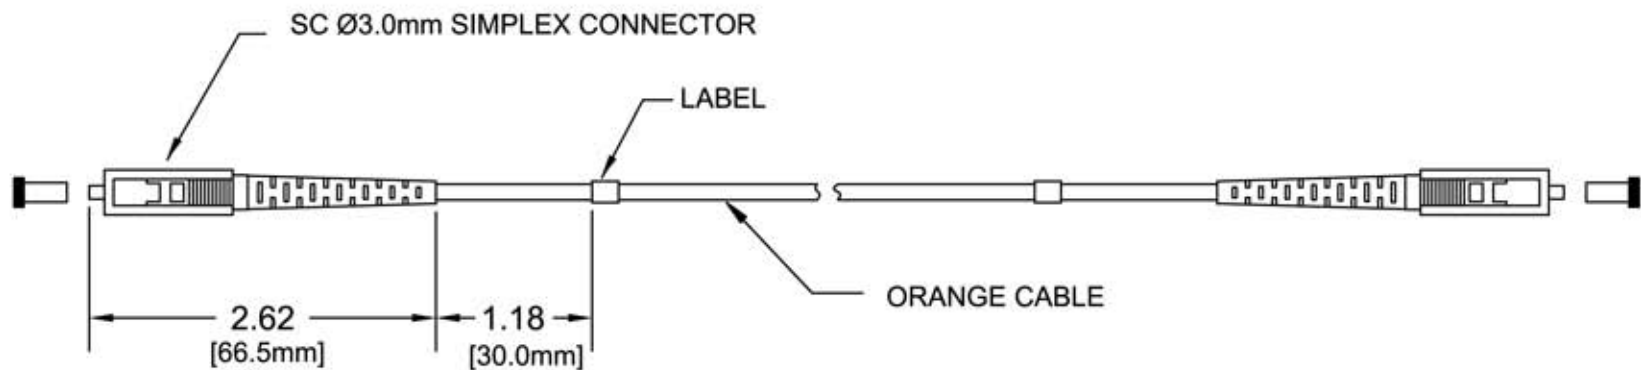 SC Ø3.0mm SIMPLEX CONNECTOR
LABEL
ORANGE CABLE
2.62
[66.5mm]
1.18
[30.0mm]